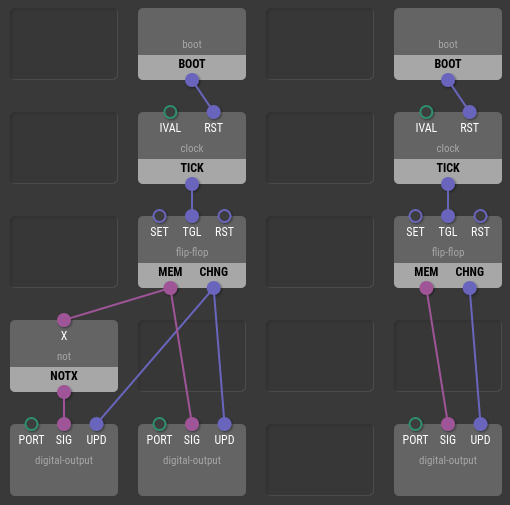 boot
boot
BOOT
BOOT
IVAL RST
IVAL RST
clock
clock
TICK
TICK
SET TGL RST
SET TGL RST
flip-flop
flip-flop
MEM CHNG
MEM CHNG
X
not
NOTX
PORT SIG UPD
PORT SIG UPD
PORT SIG UPD
digital-output
digital-output
digital-output